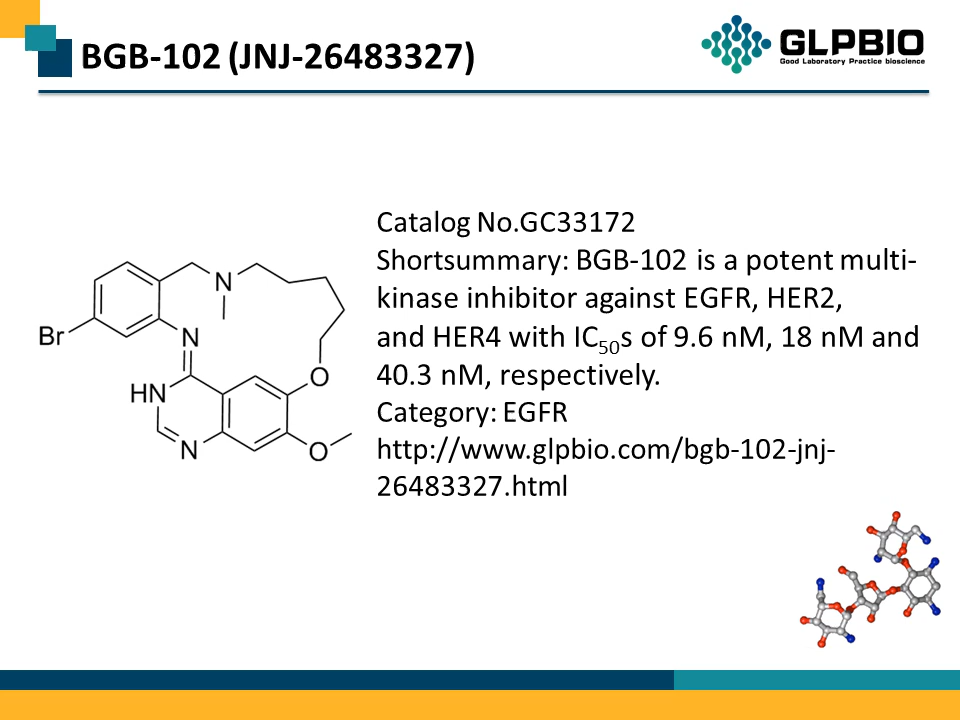 BGB-102 (JNJ-26483327)
GLPBIO
Good Laboratory Practice bioscience
Catalog No.GC33172
Shortsummary: BGB-102 is a potent multi-
kinase inhibitor against EGFR, HER2,
and HER4 with IC50s of 9.6 nM, 18 nM and
40.3 nM, respectively.
Category: EGFR
http://www.glpbio.com/bgb-102-jnj-
26483327.html
N
Br
N
O
HN
N
O